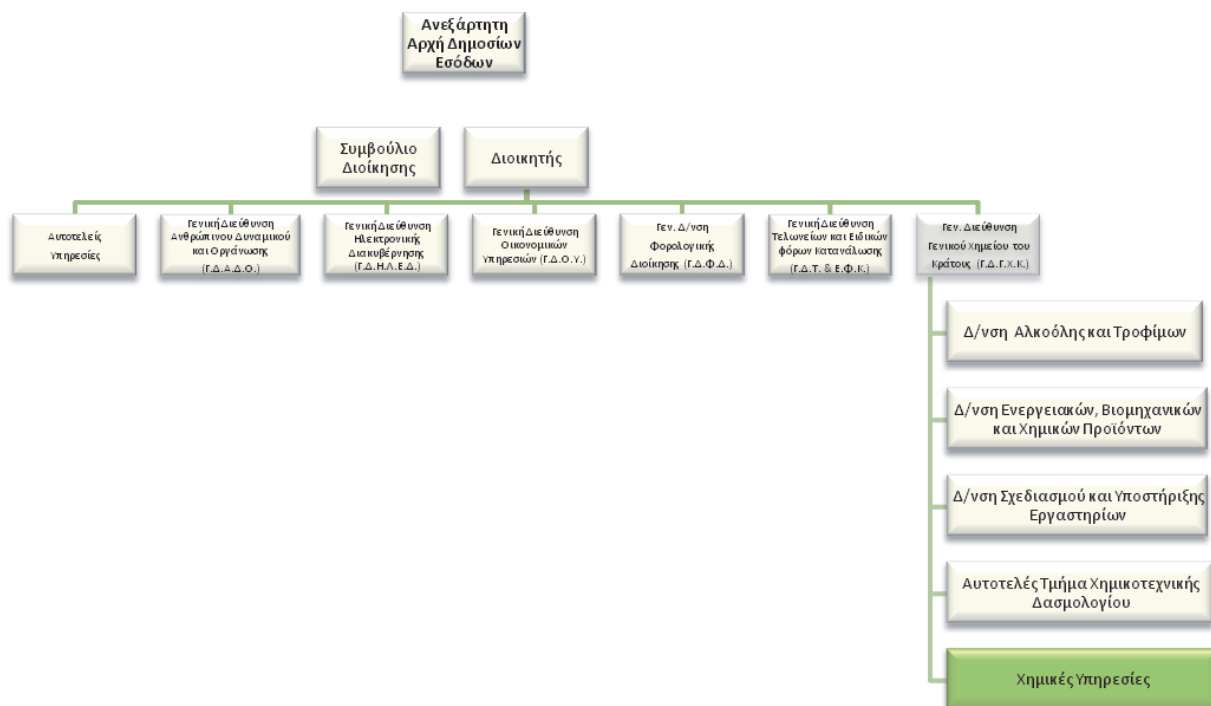 Ανεξάρτητη
Αρχή Δημοσίων
Εσόδων
Συμβούλιο
Διοίκησης
Διοικητής
Αυτοτελείς
Υπηρεσίες
Γενική Διεύθυνση
Ανθρώπινου Δυναμικού
και Οργάνωσης
(Γ.Δ.Α.Δ.Ο.)
Γενική Διεύθυνση
Ηλεκτρονικής
Διακυβέρνησης
(Γ.Δ.Η.Λ.Ε.Δ.)
Γενική Διεύθυνση
Οικονομικών
Υπηρεσιών (Γ.Δ.Ο.Υ.)
Γεν. Δ/νση
Φορολογικής
Διοίκησης (Γ.Δ.Φ.Δ.)
Γενική Διεύθυνση
Τελωνείων και Ειδικών
φόρων Κατανάλωσης
(Γ.Δ.Τ. & Ε.Φ.Κ.)
Γεν. Διεύθυνση
Γενικού Χημείου του
Κράτους (Γ.Δ.Γ.Χ.Κ.)
Δ/νση Αλκοόλης και Τροφίμων
Δ/νση Ενεργειακών, Βιομηχανικών
και Χημικών Προϊόντων
Δ/νση Σχεδιασμού και Υποστήριξης
Εργαστηρίων
Αυτοτελές Τμήμα Χημικοτεχνικής
Δασμολογίου
Χημικές Υπηρεσίες